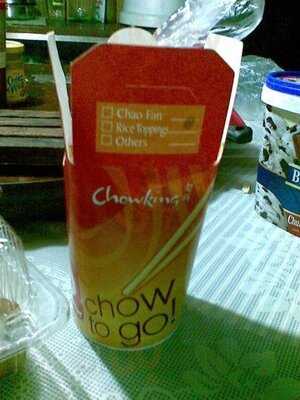 Chao Fan
Rice Toppings
Others
Chowking
chow
to go!